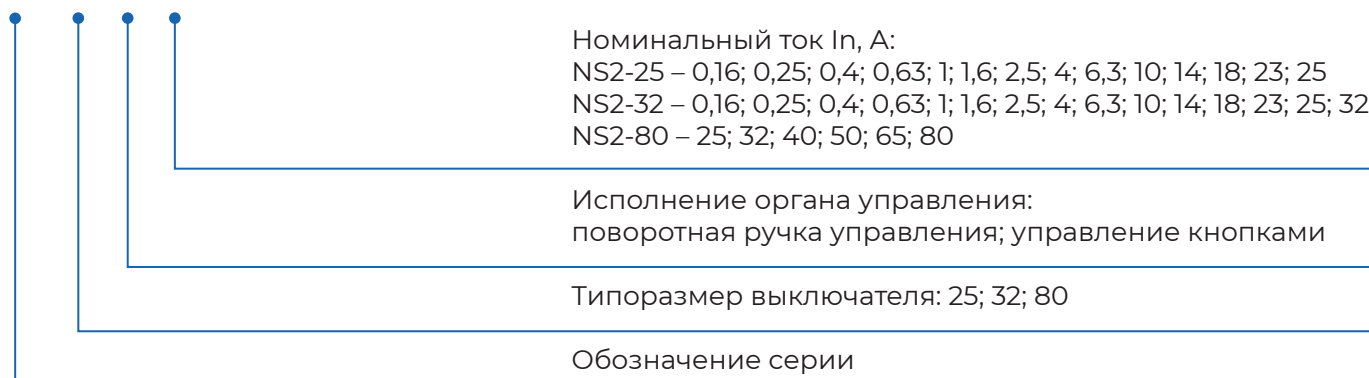 Номинальный ток In, А:
NS2-25 – 0,16; 0,25; 0,4; 0,63; 1; 1,6; 2,5; 4; 6,3; 10; 14; 18; 23; 25
NS2-32 – 0,16; 0,25; 0,4; 0,63; 1; 1,6; 2,5; 4; 6,3; 10; 14; 18; 23; 25; 32
NS2-80 – 25; 32; 40; 50; 65; 80
Исполнение органа управления:
поворотная ручка управления; управление кнопками
Типоразмер выключателя: 25; 32; 80
Обозначение серии